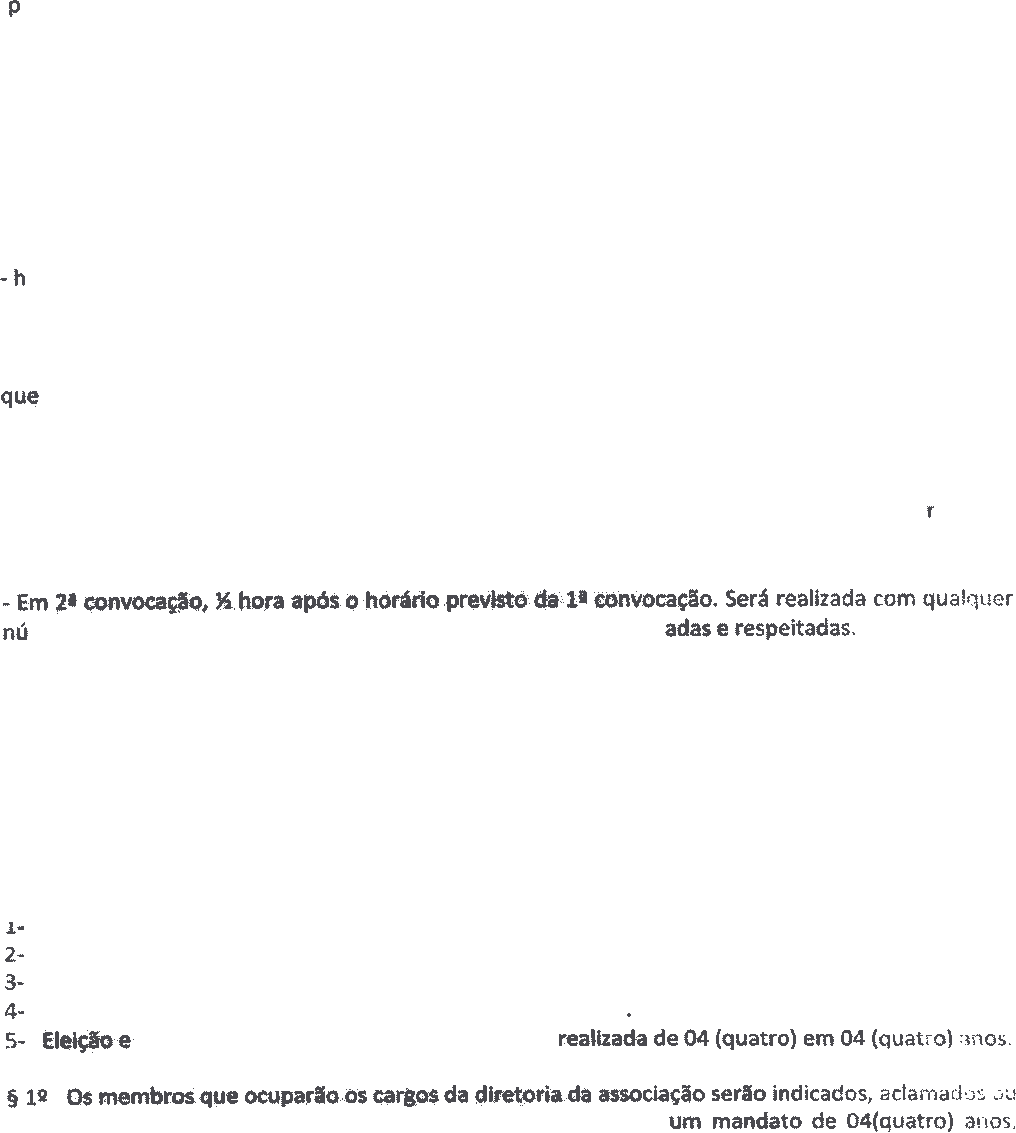 p
- h
que
r
- Em 2ª convocação, ½ hora após o horário previsto da 1ª convocação. Será realizada com qualquer
nú adas e respeitadas.
1-
2-
3-
4-
5- Eleição e realizada de 04 (quatro) em 04 (quatro) anos.
§ 1º Os membros que ocuparão os cargos da diretoria da associação serão indicados, aclamados ou
um mandato de 04(quatro) anos,